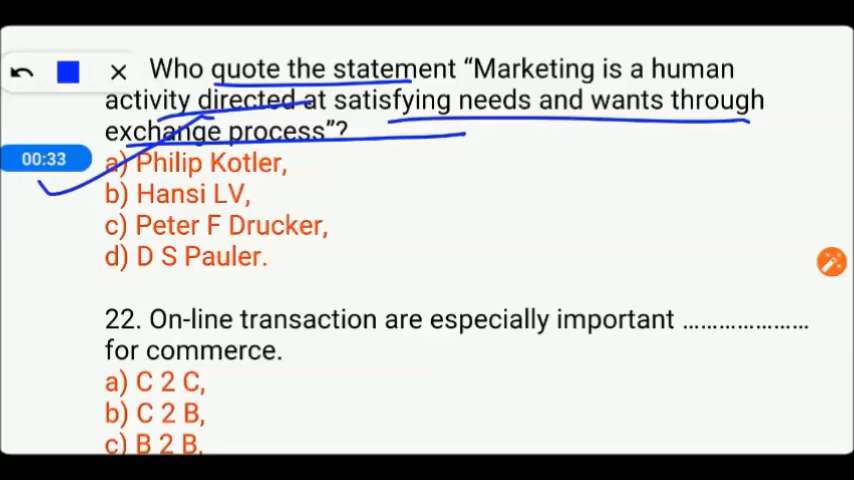 Who quote the statement “Marketing is a human
activity directed at satisfying needs and wants through
exchange process”?
00:33
a) Philip Kotler,
b) Hansi LV,
c) Peter F Drucker,
d) D S Pauler.
22. On-line transaction are especially important .....................
for commerce.
a) C 2 C,
b) C 2 B,
c) B 2 B,